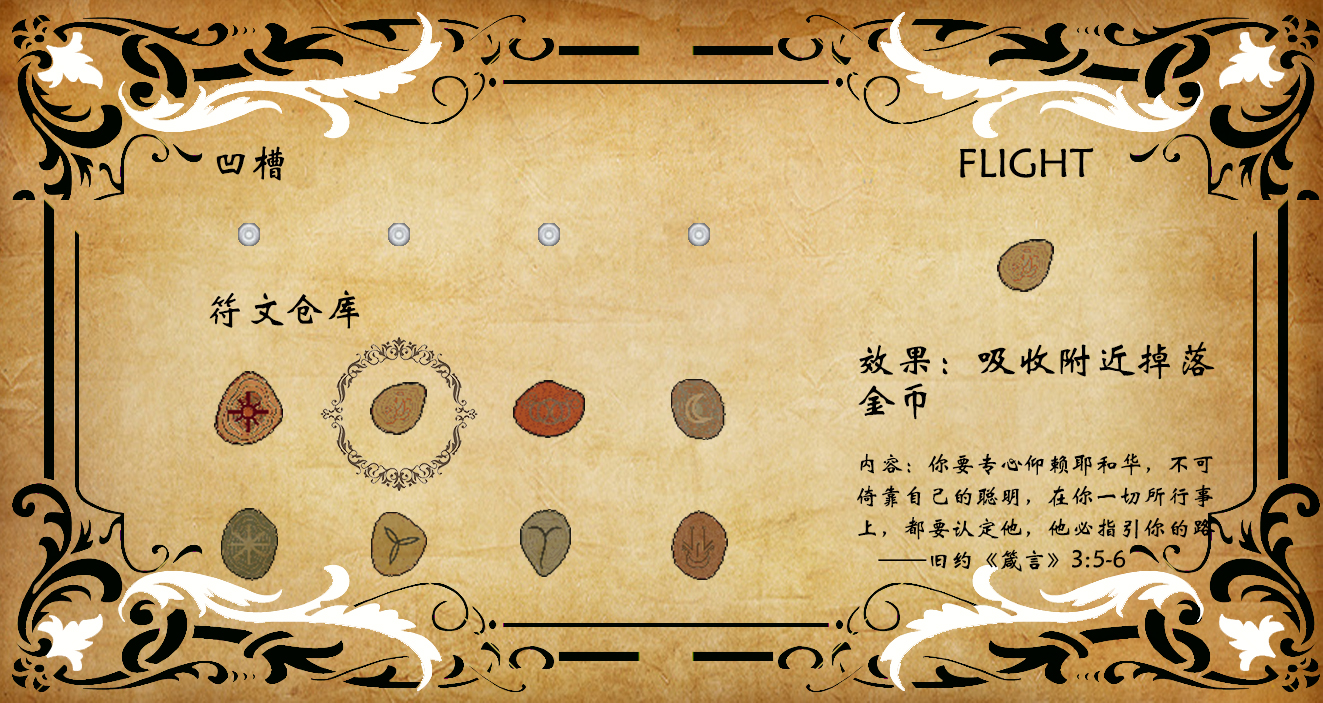 凹槽
符文仓库
FLIGHT
效果：吸收附近掉落
金币
内容：你要专心仰赖耶和华，不可
倚靠自己的聪明，在你一切所行事
上，都要认定他，他必指引你的路
——旧约《箴言》3:5-6